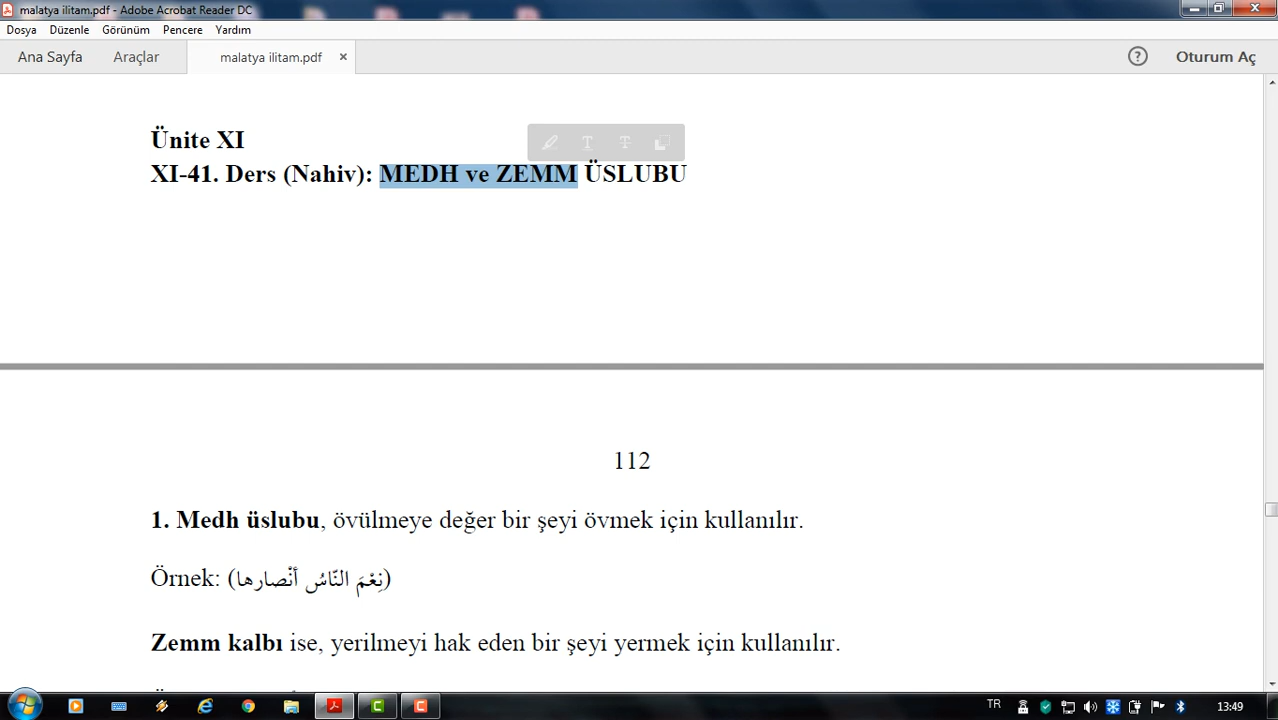 malatya ilitam.pdf - Adobe Acrobat Reader DC
Dosya Düzenle Görünüm Pencere Yardım
Ana Sayfa Araçlar malatya ilitam.pdf × ? Oturum Aç
Ünite XI
XI-41. Ders (Nahiv): MEDH ve ZEMM ÜSLUBU
112
1. Medh üslubu, övülmeye değer bir şeyi övmek için kullanılır.
Örnek: (نِعْمَ النّاسُ أنْصارها)
Zemm kalbı ise, yerilmeyi hak eden bir şeyi yermek için kullanılır.
TR 13:49